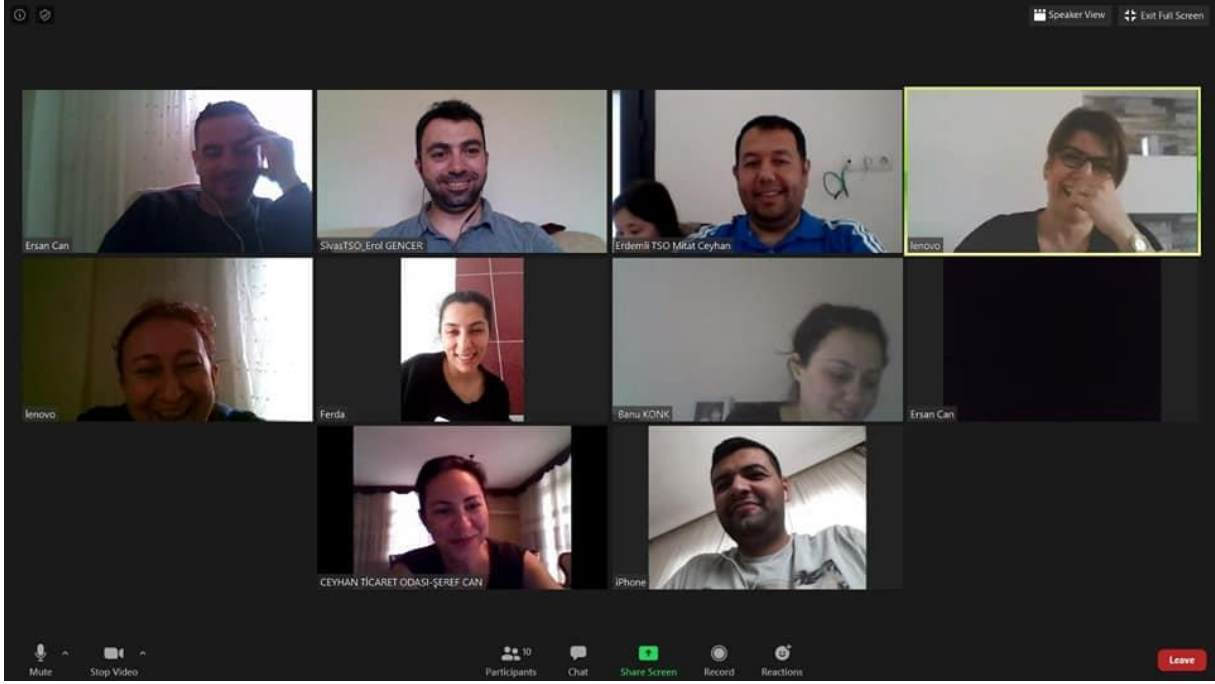 Speaker View
Exit Full Screen
Ersan Can
SivasTSO_Erol GENCER
Erdemli TSO Mitat Ceyhan
lenovo
lenovo
Ferda
Banu KONK
Ersan Can
CEYHAN TİCARET ODASI-ŞEREF CAN
iPhone
Mute
Stop Video
Participants
10
Chat
Share Screen
Record
Reactions
Leave